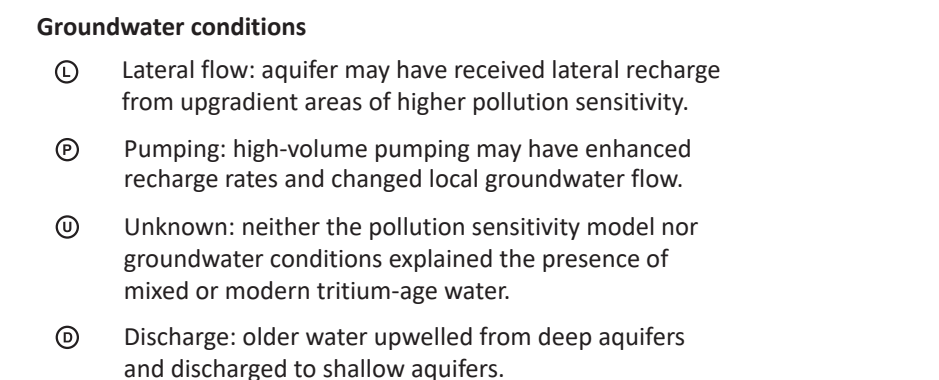 Groundwater conditions
Ⓛ Lateral flow: aquifer may have received lateral recharge
from upgradient areas of higher pollution sensitivity.
Ⓟ Pumping: high-volume pumping may have enhanced
recharge rates and changed local groundwater flow.
Ⓤ Unknown: neither the pollution sensitivity model nor
groundwater conditions explained the presence of
mixed or modern tritium-age water.
Ⓓ Discharge: older water upwelled from deep aquifers
and discharged to shallow aquifers.